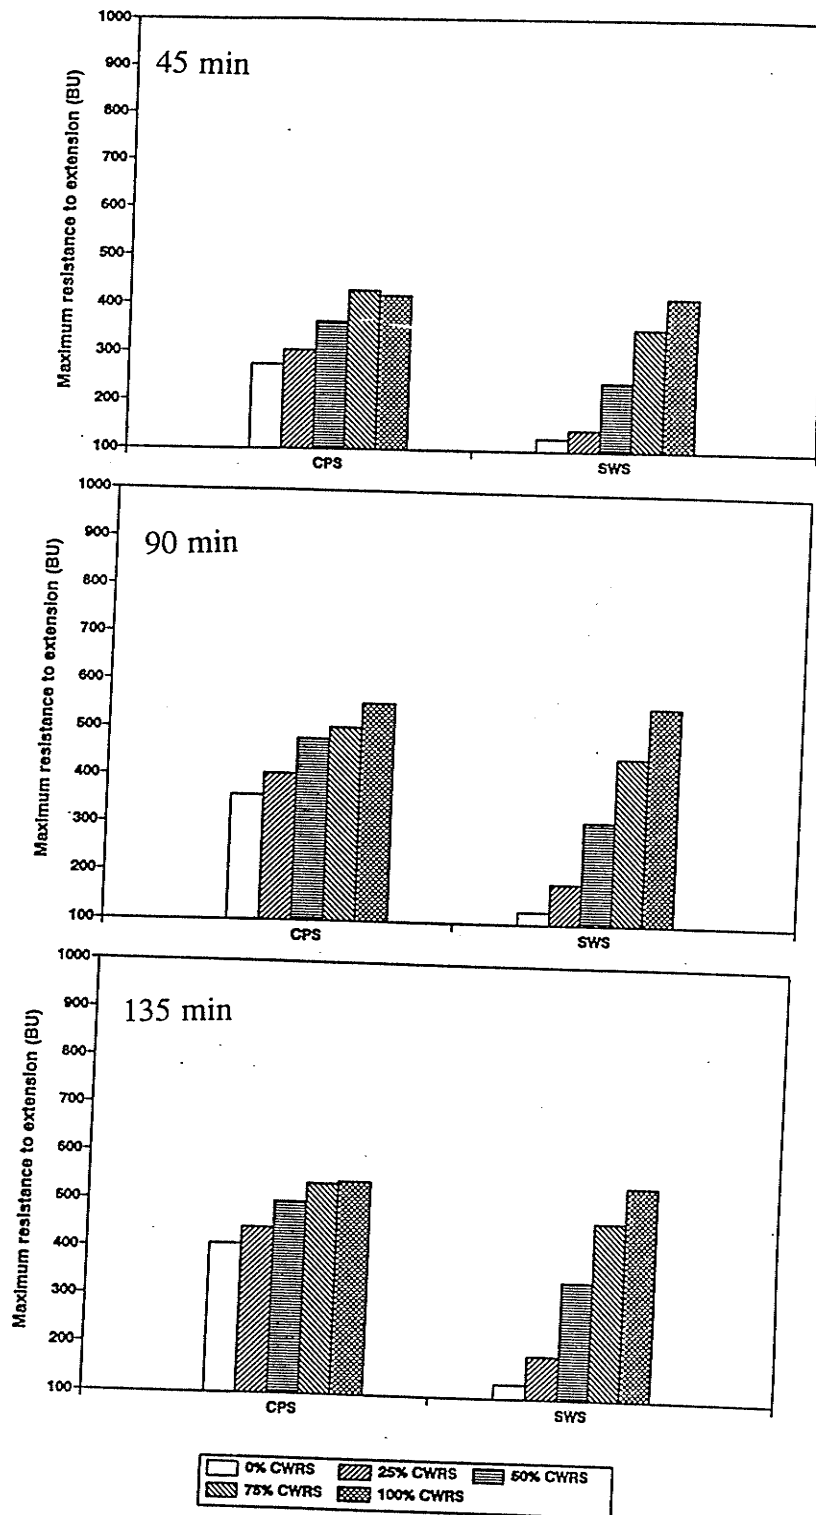 Maximum resistance to extension (BU)
1000
900
800
700
600
500
400
300
200
100
45 min
CPS
SWS
Maximum resistance to extension (BU)
1000
900
800
700
600
500
400
300
200
100
90 min
CPS
SWS
Maximum resistance to extension (BU)
1000
900
800
700
600
500
400
300
200
100
135 min
CPS
SWS
0% CWRS 25% CWRS 50% CWRS
75% CWRS 100% CWRS